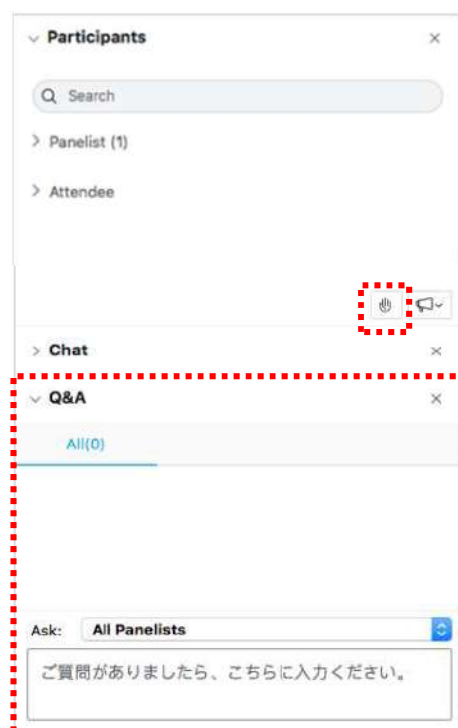 Participants
Search
Panelist (1)
Attendee
Chat
Q&A
All(0)
Ask: All Panelists
ご質問がありましたら、こちらに入力ください。